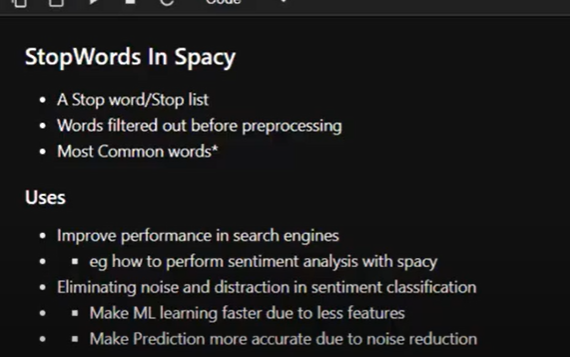 Code
StopWords In Spacy
A Stop word/Stop list
Words filtered out before preprocessing
Most Common words*
Uses
Improve performance in search engines
eg how to perform sentiment analysis with spacy
Eliminating noise and distraction in sentiment classification
Make ML learning faster due to less features
Make Prediction more accurate due to noise reduction